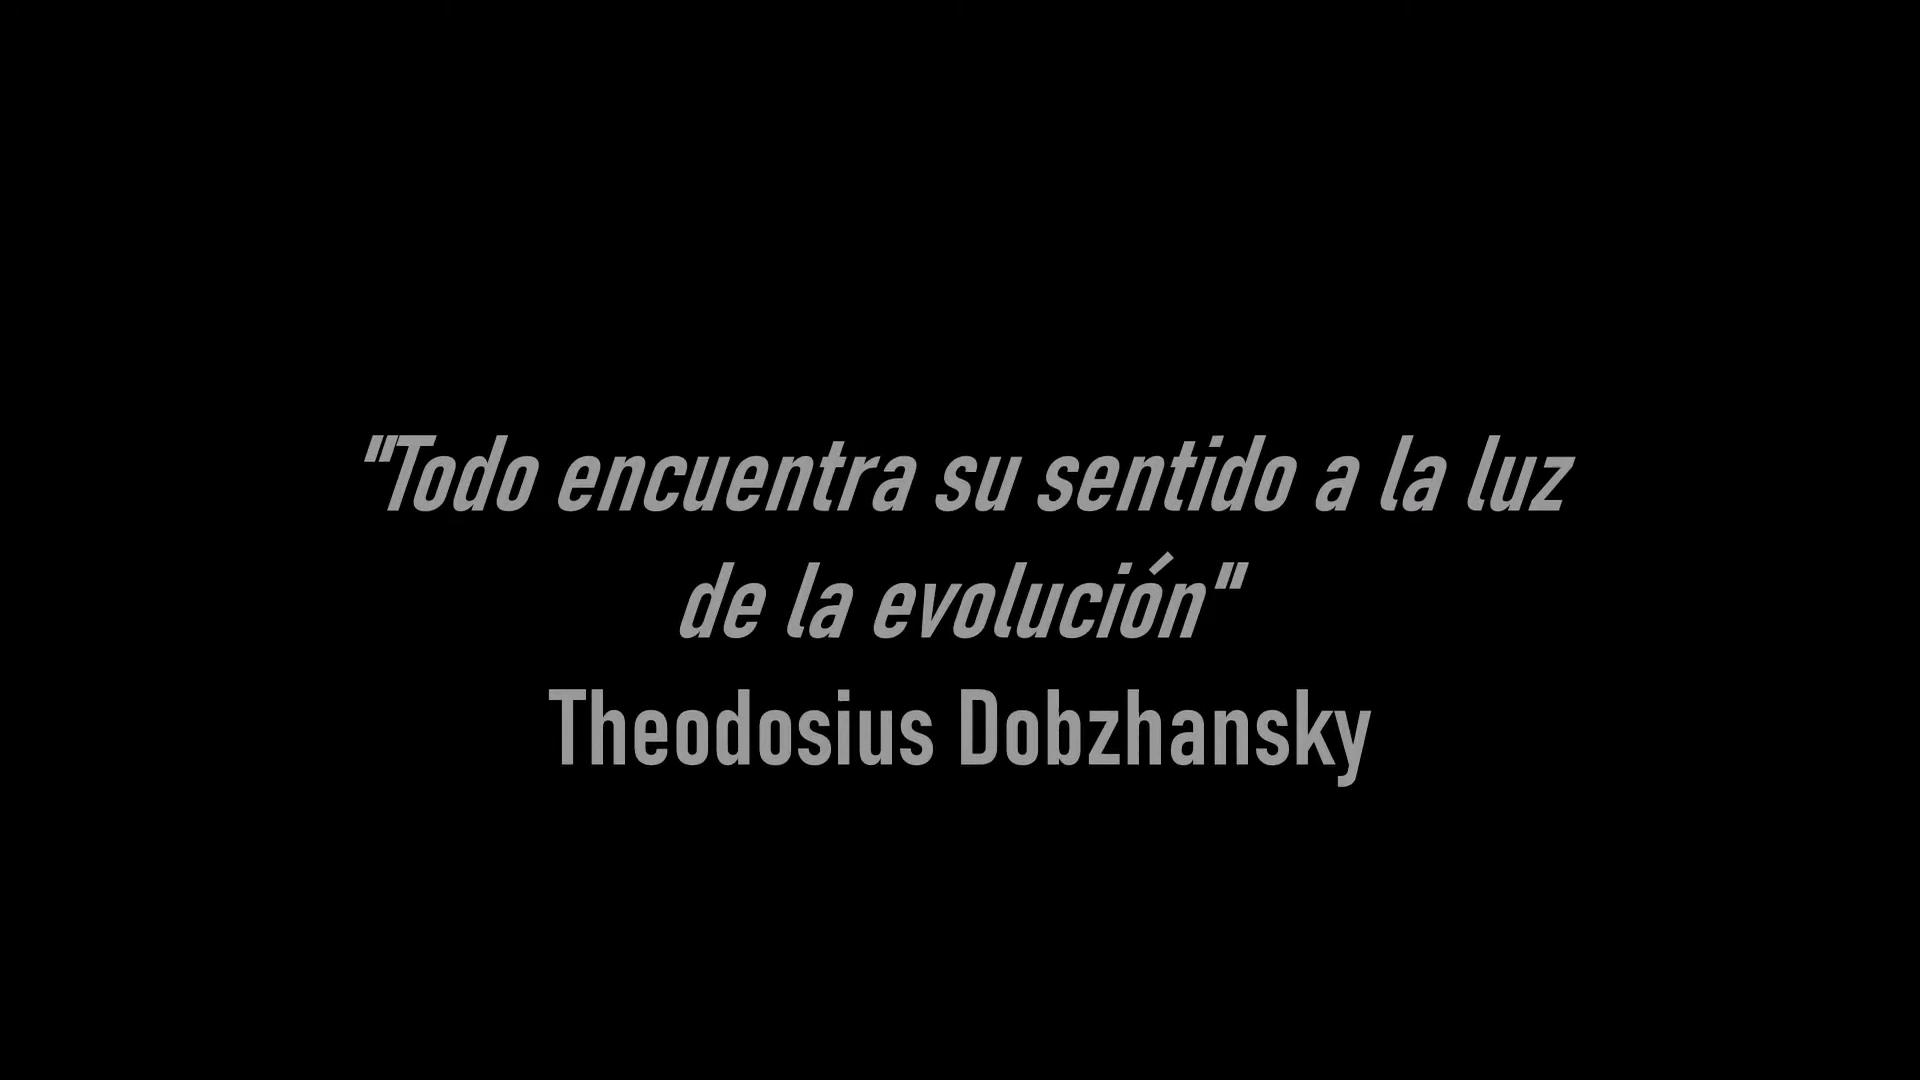 "Todo encuentra su sentido a la luz
de la evolución"
Theodosius Dobzhansky